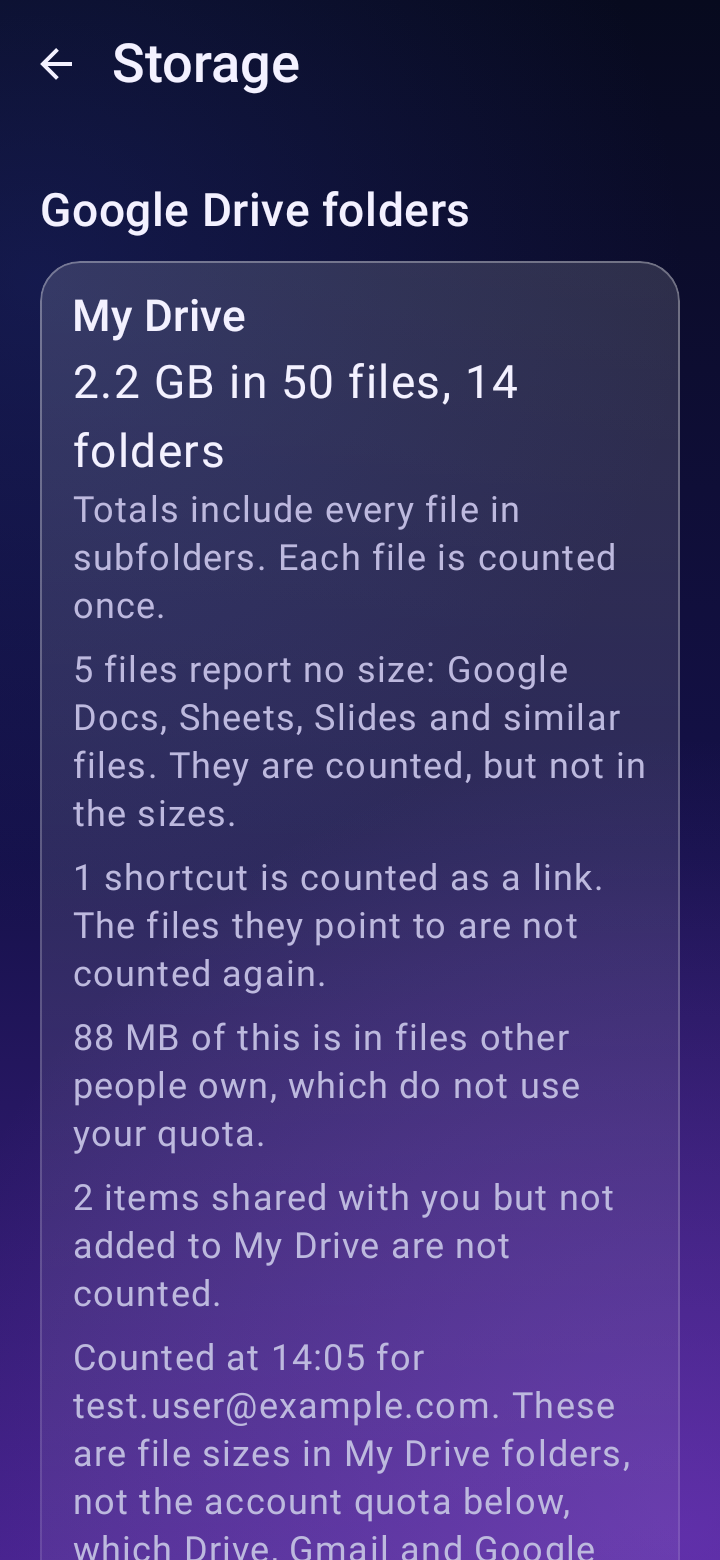 Storage
Google Drive folders
My Drive
2.2 GB in 50 files, 14
folders
Totals include every file in
subfolders. Each file is counted
once.
5 files report no size: Google
Docs, Sheets, Slides and similar
files. They are counted, but not in
the sizes.
1 shortcut is counted as a link.
The files they point to are not
counted again.
88 MB of this is in files other
people own, which do not use
your quota.
2 items shared with you but not
added to My Drive are not
counted.
Counted at 14:05 for
test.user@example.com. These
are file sizes in My Drive folders,
not the account quota below,
which Drive, Gmail and Google